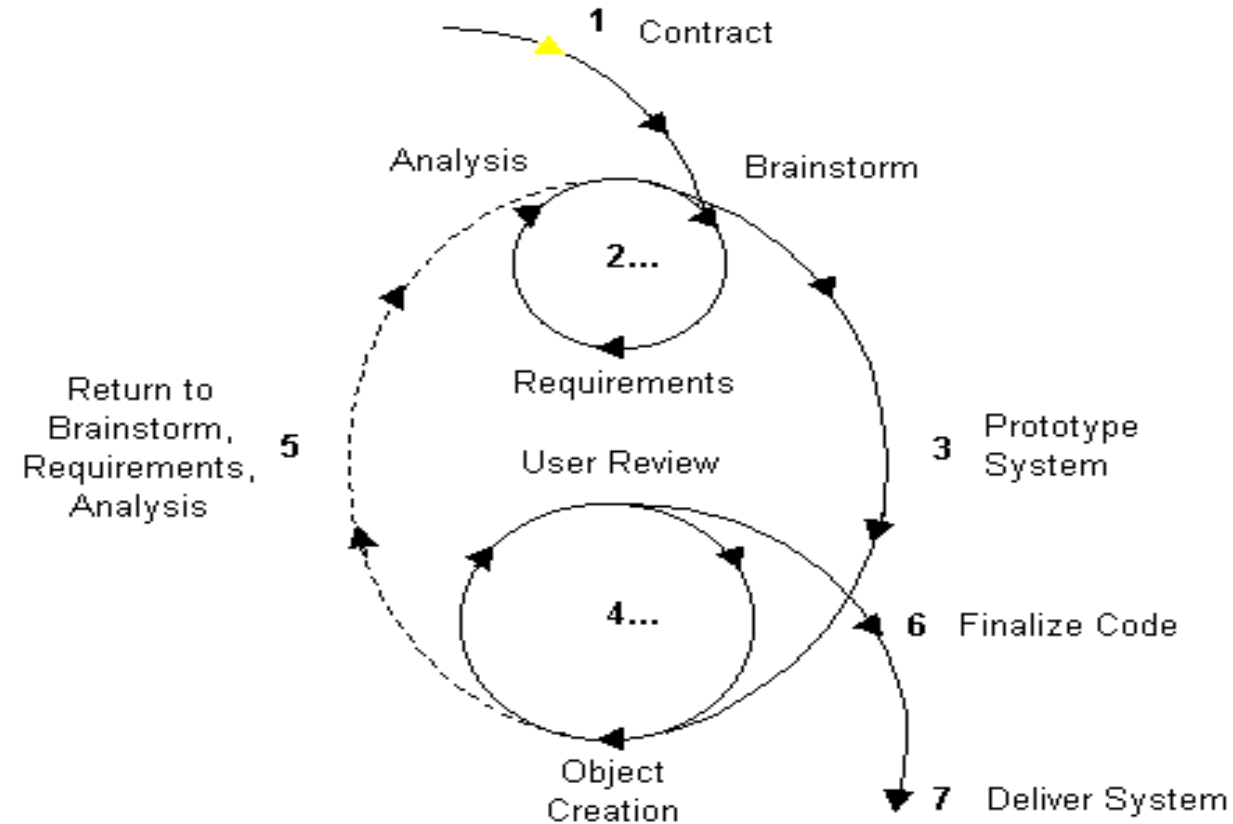 1 Contract
Analysis
Brainstorm
2...
Requirements
Return to
Brainstorm,
Requirements,
Analysis
5
User Review
3
Prototype
System
4...
6 Finalize Code
Object
Creation
7 Deliver System